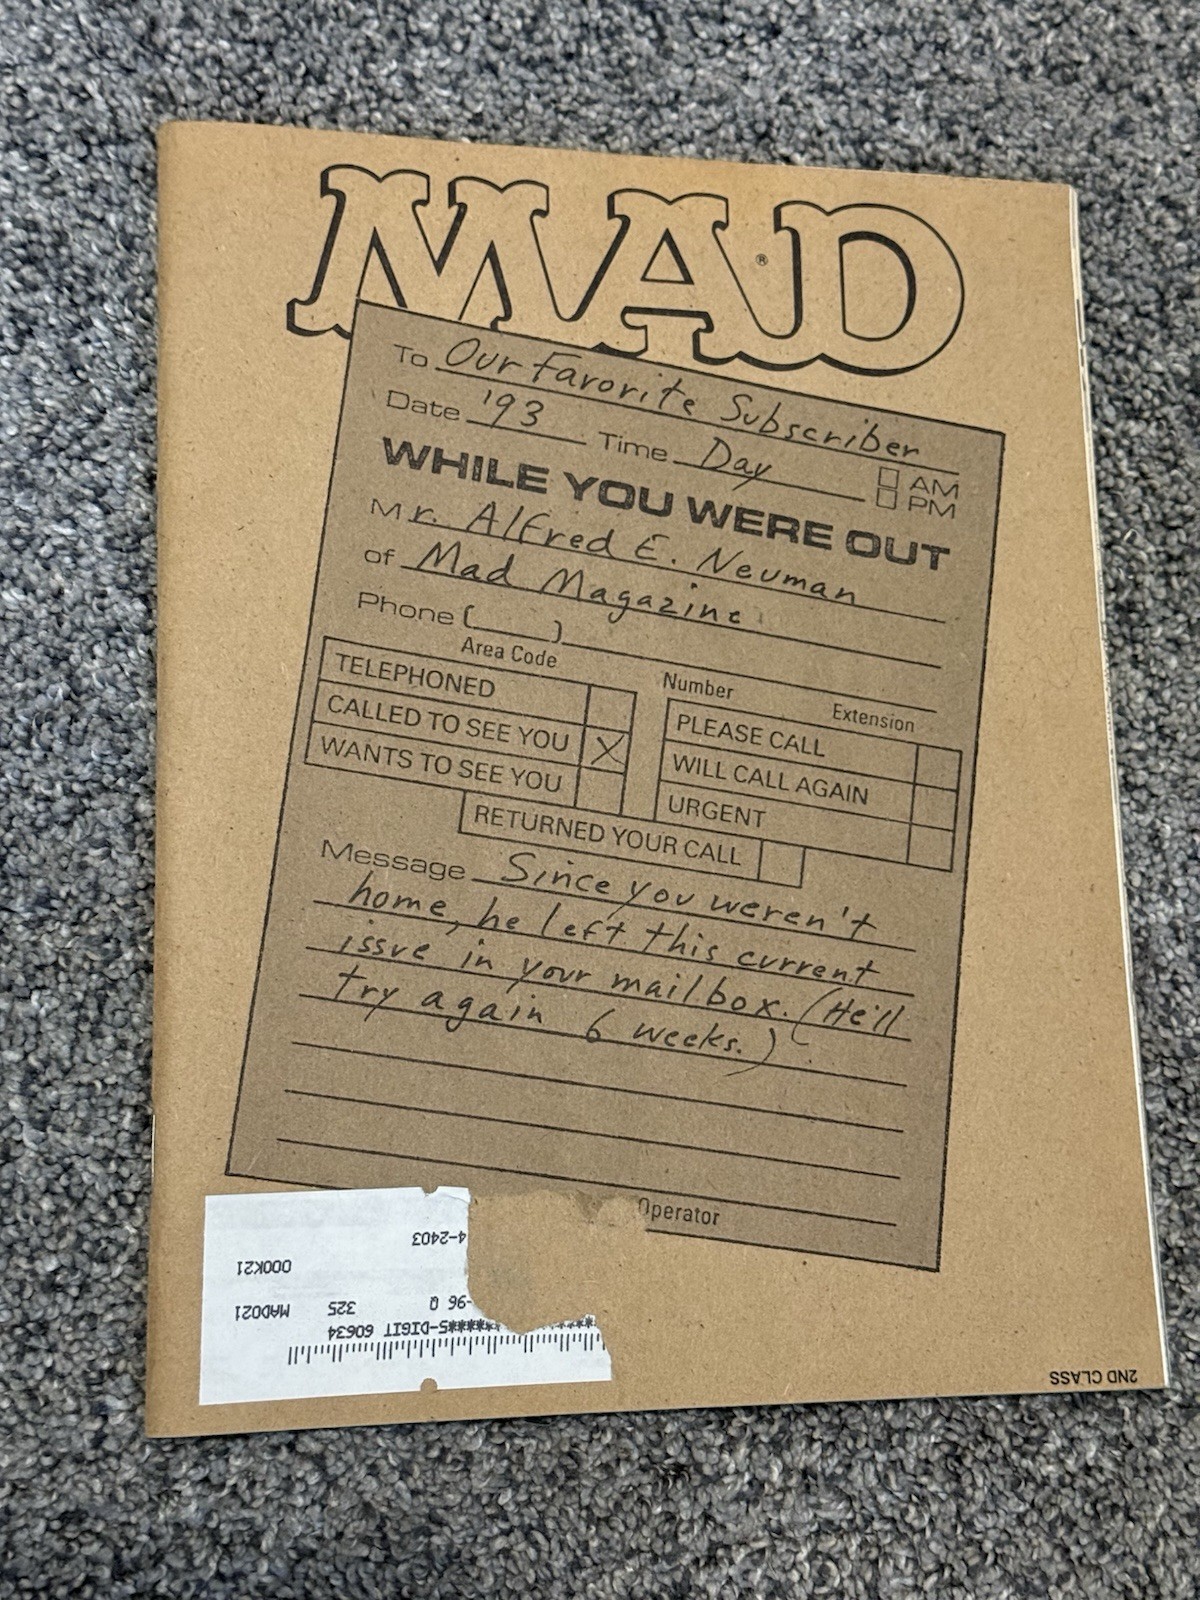 MAD®
To Our Favorite Subscriber
Date '93 Time Day AM
PM
WHILE YOU WERE OUT
Mr. Alfred E. Neuman
of Mad Magazine
Phone ( )
Area Code Number Extension
TELEPHONED
CALLED TO SEE YOU X
WANTS TO SEE YOU
PLEASE CALL
WILL CALL AGAIN
URGENT
RETURNED YOUR CALL
Message Since you weren't
home, he left this current
issue in your mailbox. (He'll
try again 6 weeks.)
Operator
2ND CLASS
*****5-DIGIT 60634
MAD021 325 -96 Q
000K21
4-2403